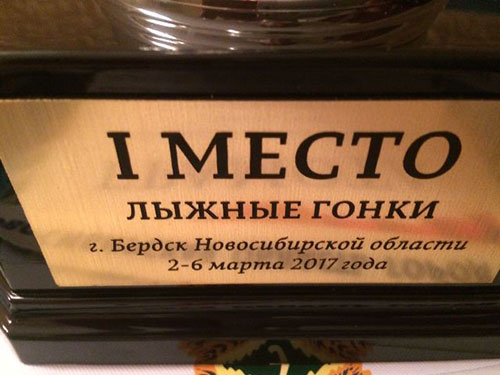 I МЕСТО
ЛЫЖНЫЕ ГОНКИ
г. Бердск Новосибирской области
2-6 марта 2017 года